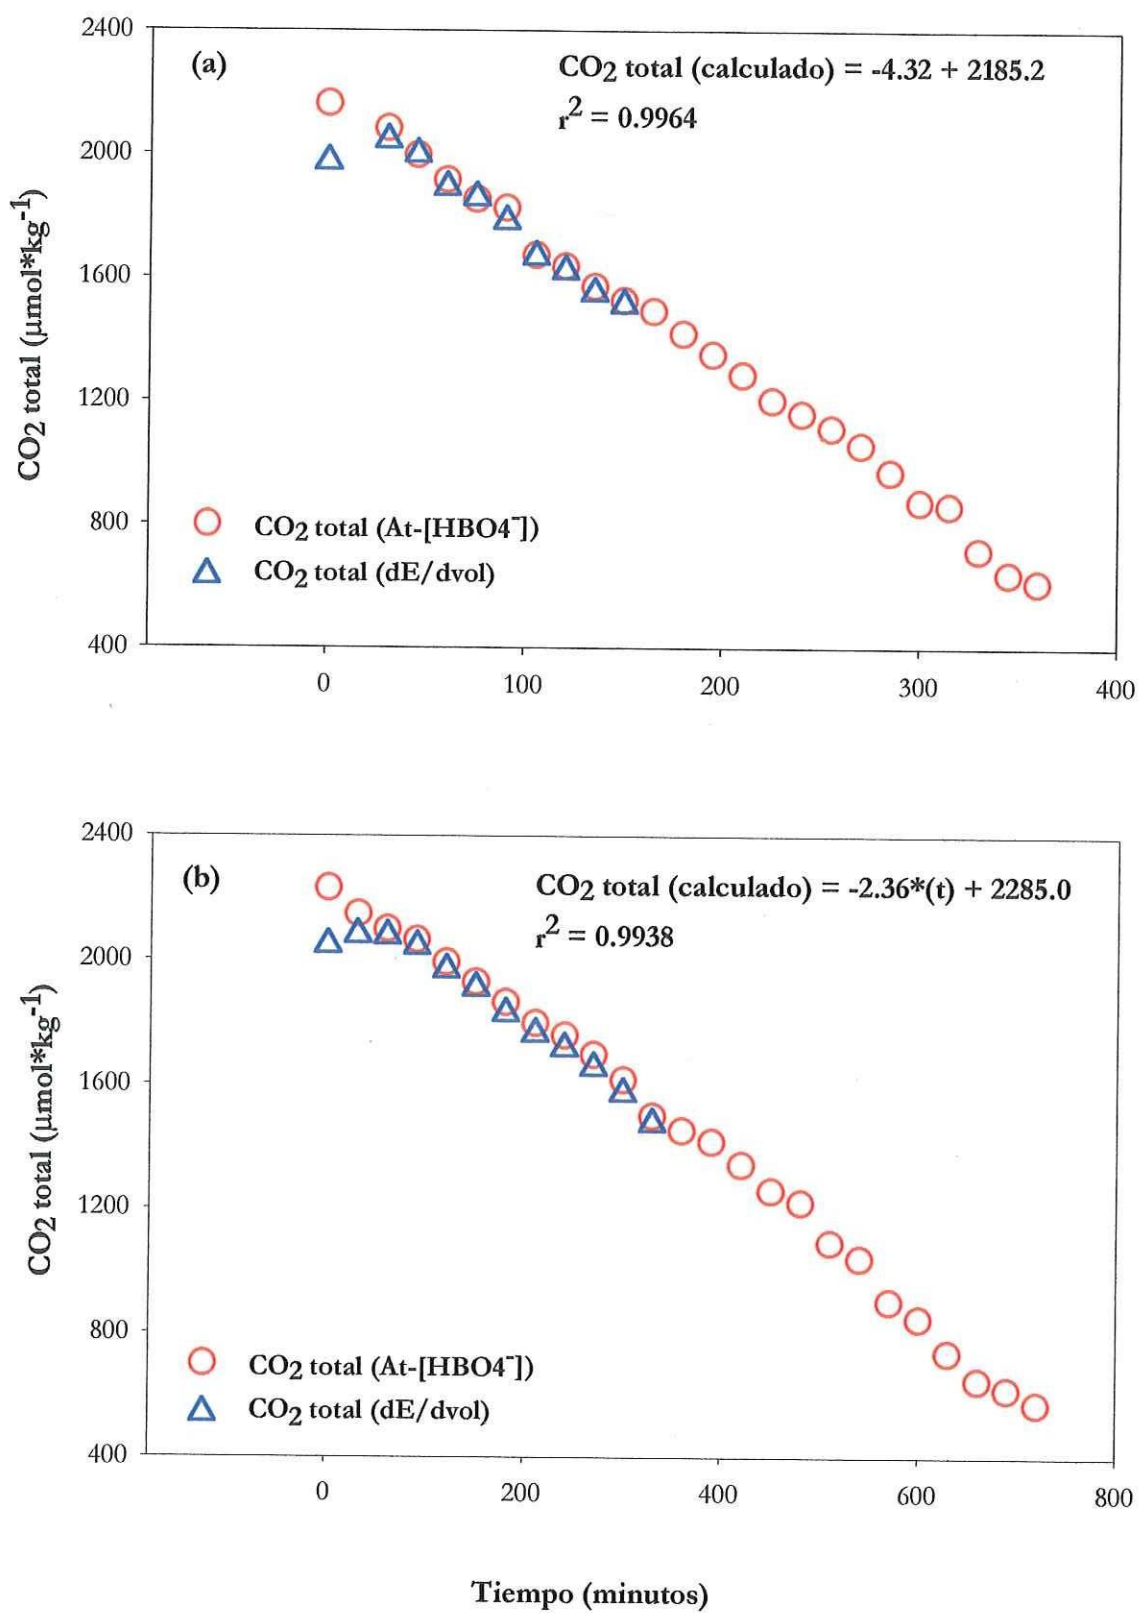 2400
2000
1600
1200
800
400
CO2 total (µmol*kg-1)
(a)
CO2 total (calculado) = -4.32 + 2185.2
r2 = 0.9964
CO2 total (At-[HBO4-])
CO2 total (dE/dvol)
0 100 200 300 400
2400
2000
1600
1200
800
400
CO2 total (µmol*kg-1)
(b)
CO2 total (calculado) = -2.36*(t) + 2285.0
r2 = 0.9938
CO2 total (At-[HBO4-])
CO2 total (dE/dvol)
0 200 400 600 800
Tiempo (minutos)